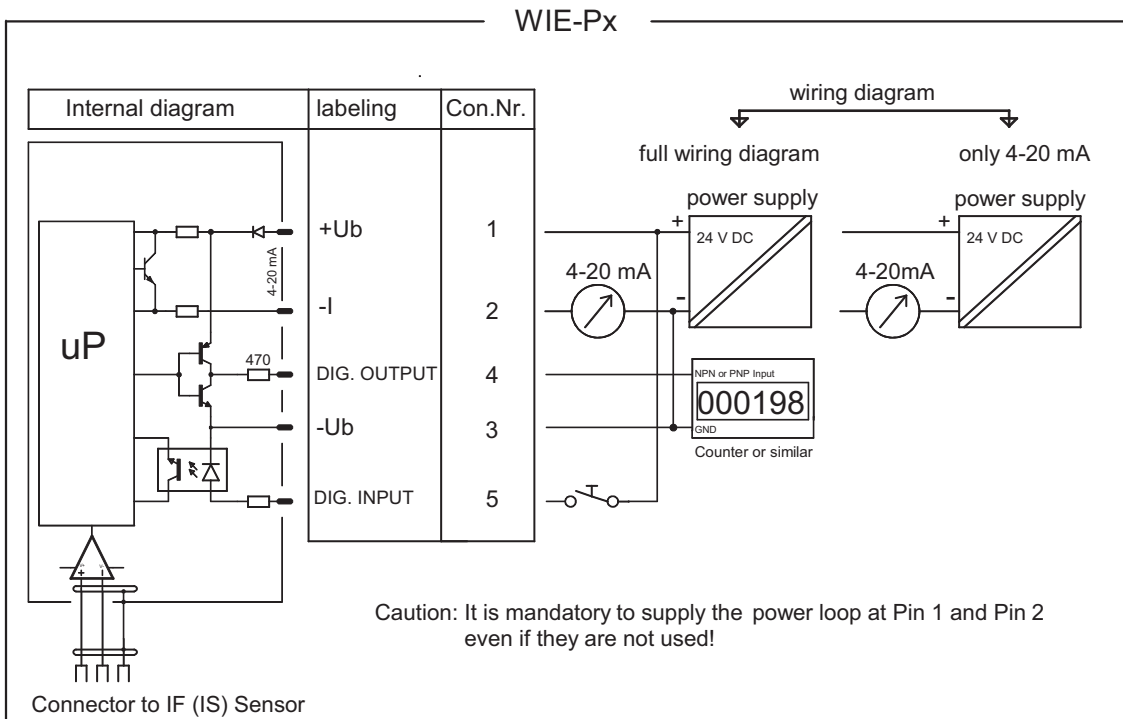 WIE-Px
Internal diagram
labeling
Con.Nr.
wiring diagram
full wiring diagram
only 4-20 mA
power supply
power supply
+Ub
1
+
24 V DC
+
24 V DC
4-20 mA
4-20 mA
4-20mA
-I
2
-
-
uP
470
DIG. OUTPUT
4
NPN or PNP Input
000198
-Ub
3
GND
Counter or similar
DIG. INPUT
5
+
-
Caution: It is mandatory to supply the power loop at Pin 1 and Pin 2
even if they are not used!
Connector to IF (IS) Sensor